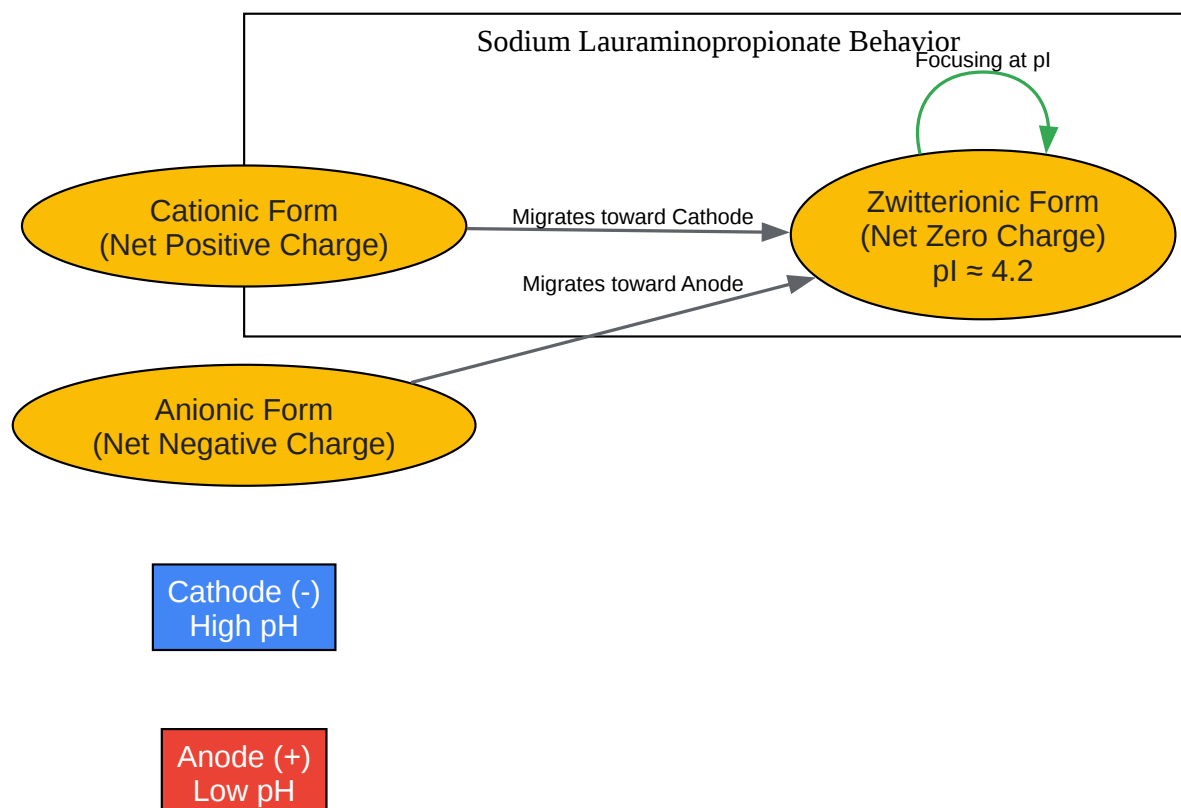 Sodium Lauraminopropionate Behavior
Focusing at pI
Cationic Form
(Net Positive Charge)
Migrates toward Cathode
Zwitterionic Form
(Net Zero Charge)
pI ≈ 4.2
Migrates toward Anode
Anionic Form
(Net Negative Charge)
Cathode (-)
High pH
Anode (+)
Low pH